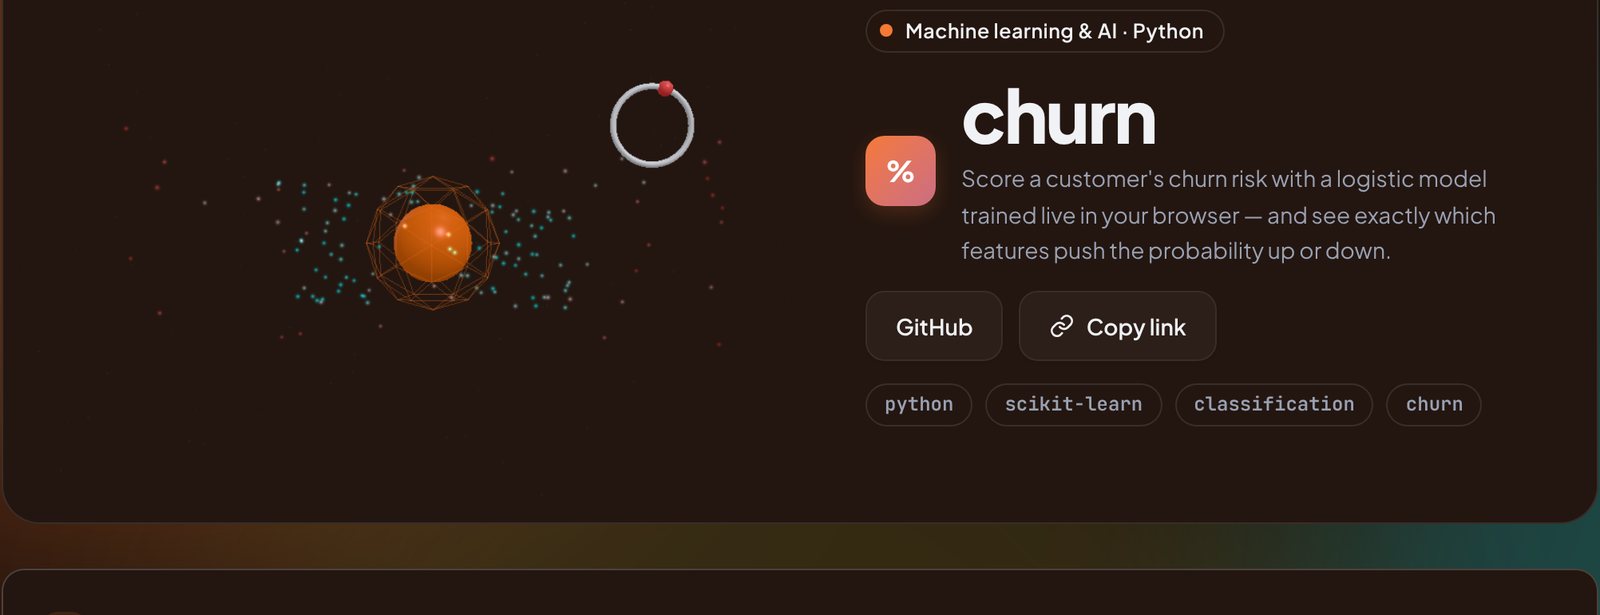 Machine learning & AI · Python
churn
%
Score a customer's churn risk with a logistic model
trained live in your browser — and see exactly which
features push the probability up or down.
GitHub
Copy link
python
scikit-learn
classification
churn